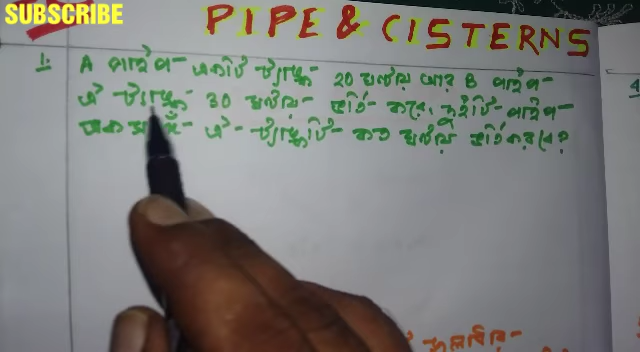 SUBSCRIBE
PIPE & CISTERNS
1. A পাইপ একটি ট্যাঙ্ক 20 ঘন্টায় আর B পাইপ
ঐ ট্যাঙ্ক 30 ঘন্টায় ভর্তি করে, দুইটি পাইপ
একসঙ্গে ঐ ট্যাঙ্কটি কত ঘন্টায় ভর্তি করবে?